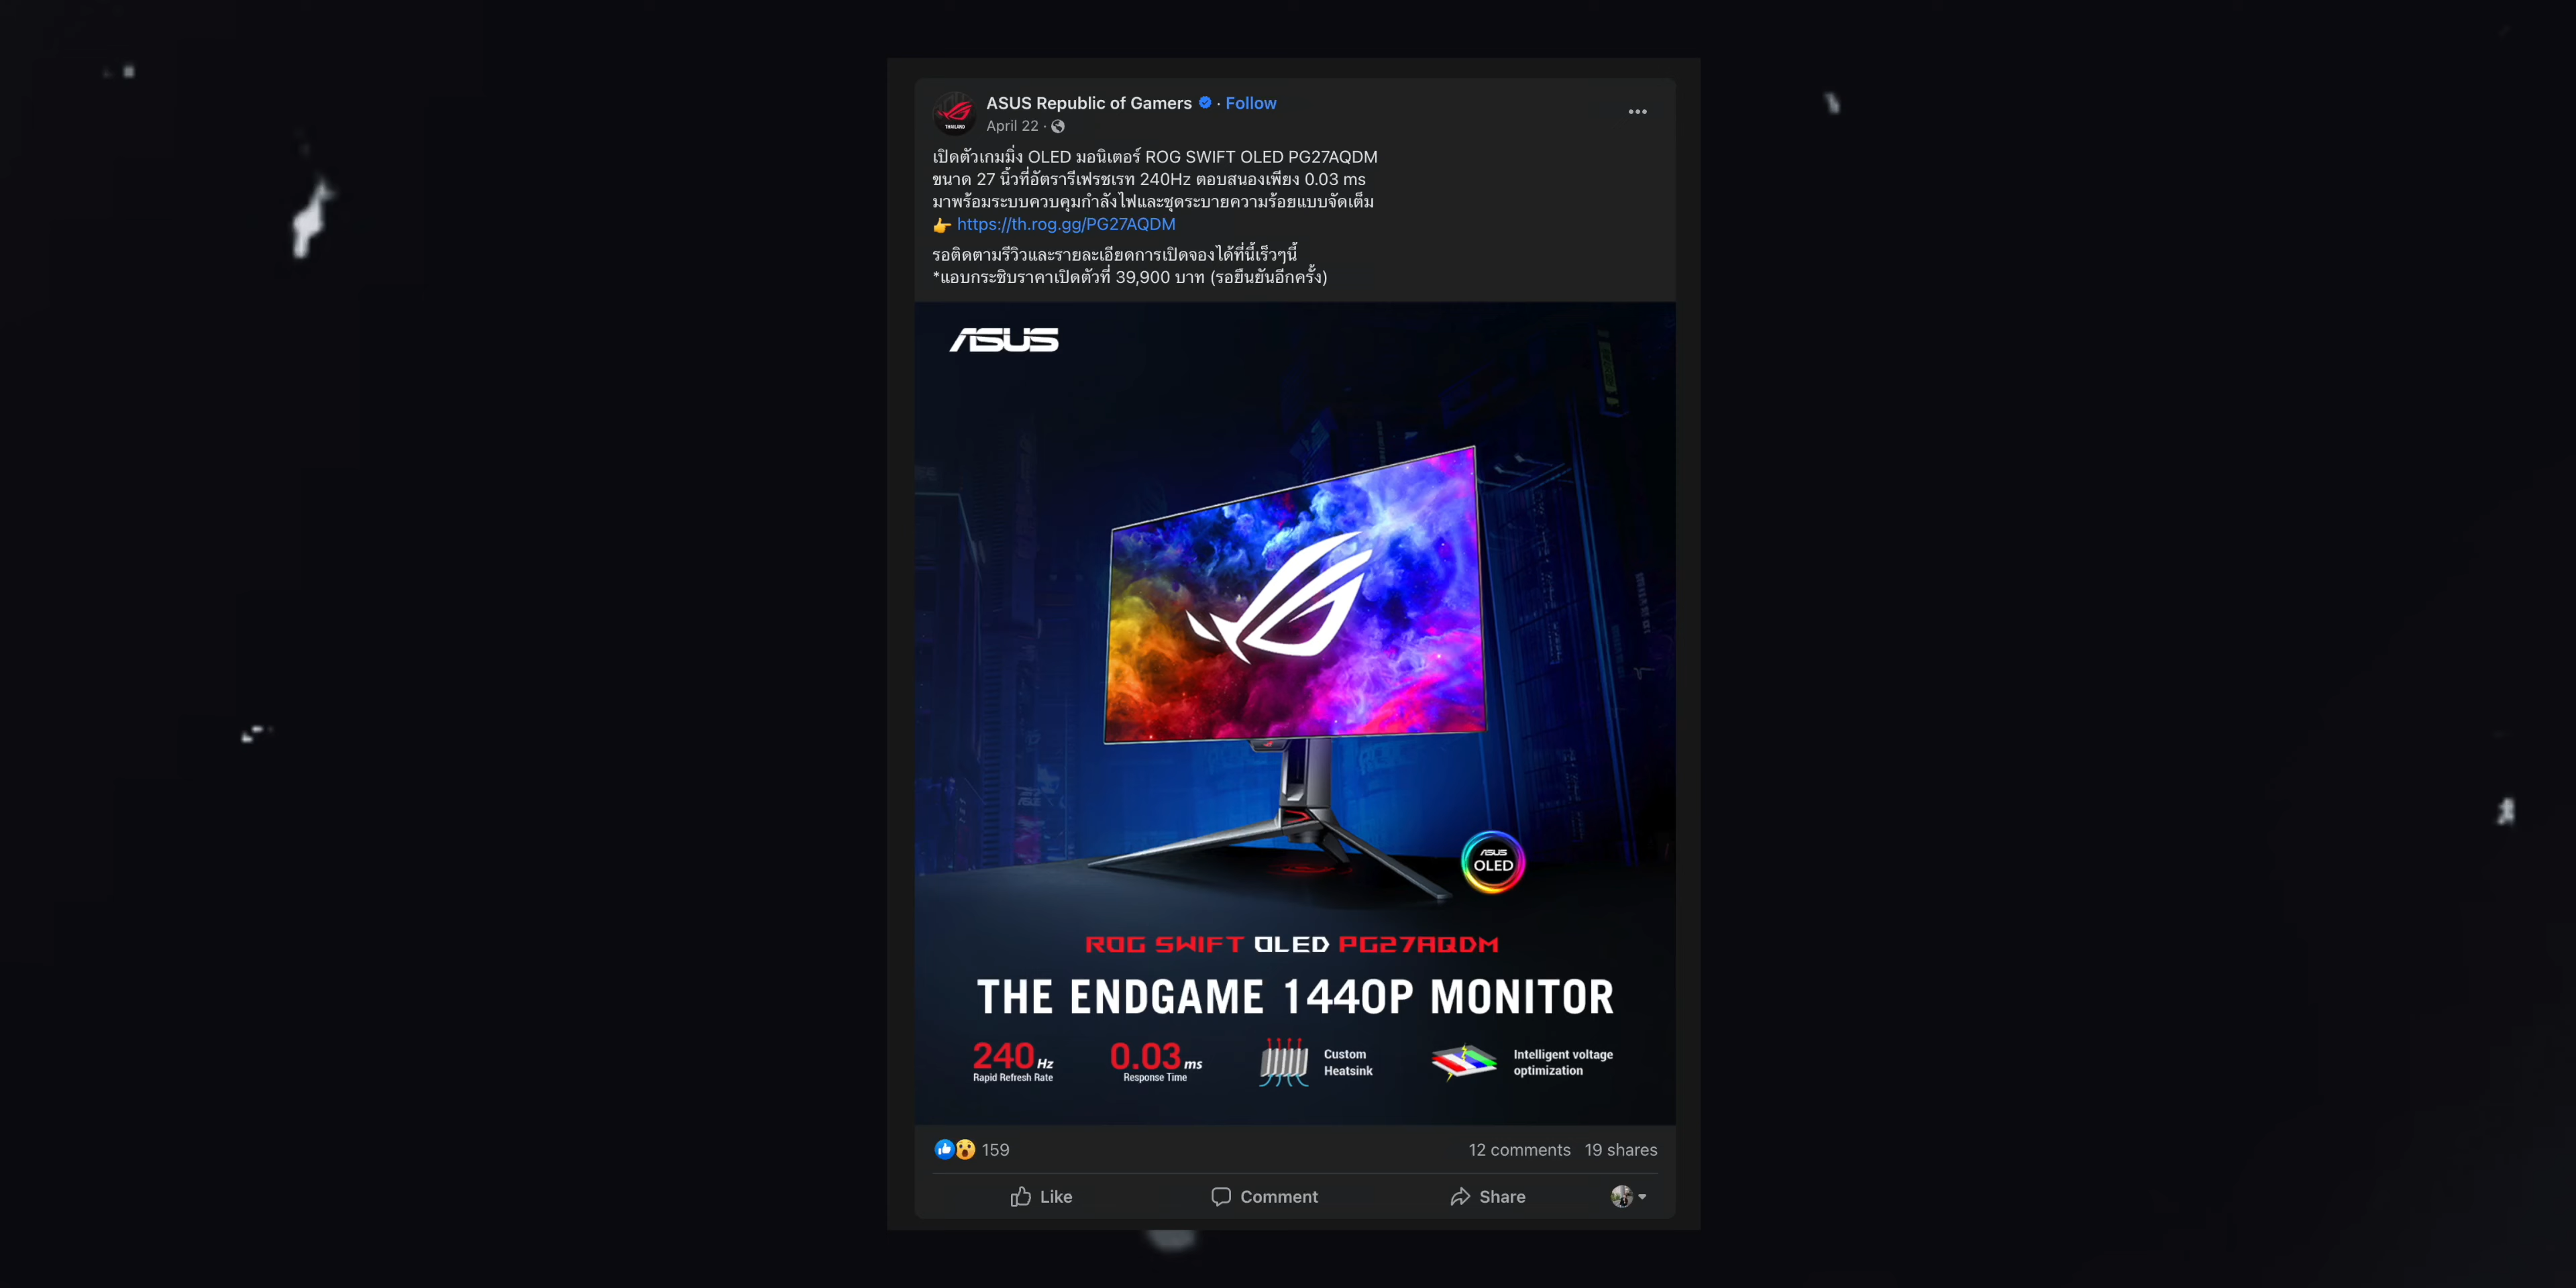 ASUS Republic of Gamers · Follow
THAILAND
April 22 ·
เปิดตัวเกมมิ่ง OLED มอนิเตอร์ ROG SWIFT OLED PG27AQDM
ขนาด 27 นิ้วที่อัตรารีเฟรชเรท 240Hz ตอบสนองเพียง 0.03 ms
มาพร้อมระบบควบคุมกำลังไฟและชุดระบายความร้อยแบบจัดเต็ม
👉 https://th.rog.gg/PG27AQDM
รอติดตามรีวิวและรายละเอียดการเปิดจองได้ที่นี้เร็วๆนี้
*แอบกระซิบราคาเปิดตัวที่ 39,900 บาท (รอยืนยันอีกครั้ง)
ASUS
ASUS
OLED
ROG SWIFT OLED PG27AQDM
THE ENDGAME 1440P MONITOR
240 Hz
Rapid Refresh Rate
0.03 ms
Response Time
Custom
Heatsink
Intelligent voltage
optimization
159
12 comments 19 shares
Like
Comment
Share